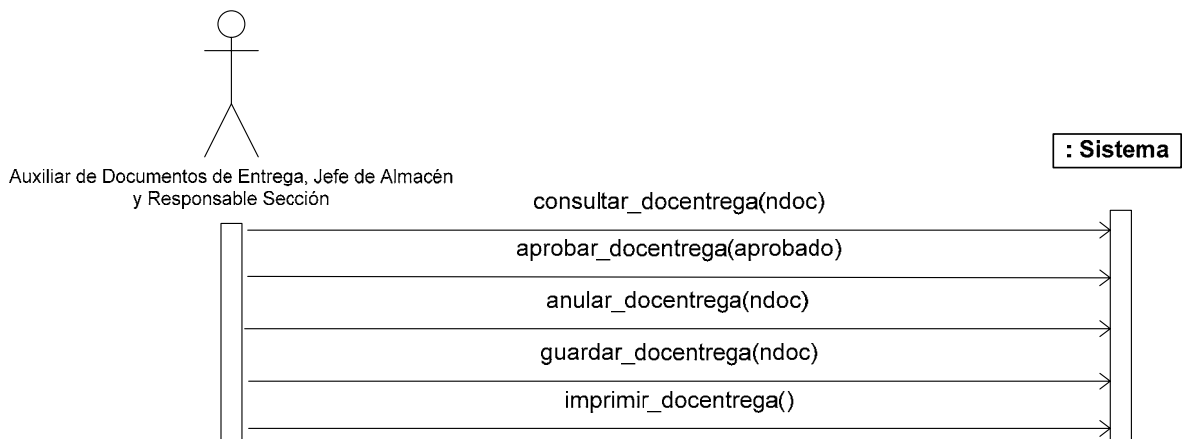 Auxiliar de Documentos de Entrega, Jefe de Almacén
y Responsable Sección
: Sistema
consultar_docentrega(ndoc)
aprobar_docentrega(aprobado)
anular_docentrega(ndoc)
guardar_docentrega(ndoc)
imprimir_docentrega()